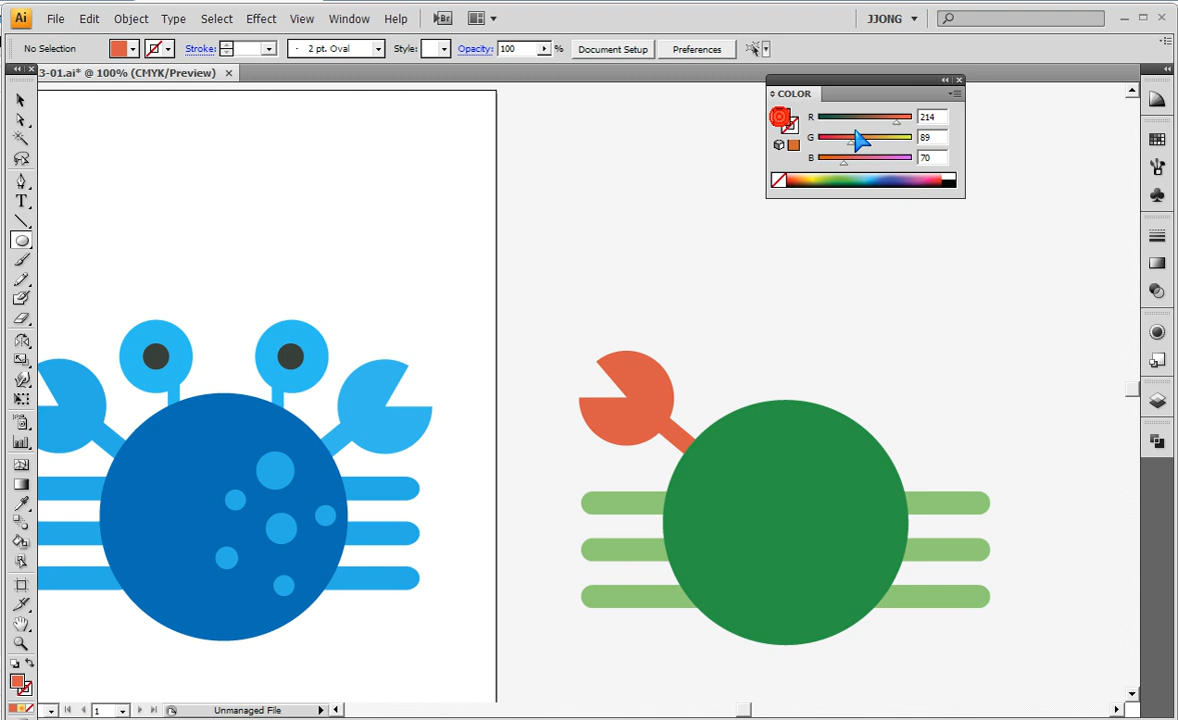 Ai File Edit Object Type Select Effect View Window Help Br JJONG
No Selection Stroke: 2 pt. Oval Style: Opacity: 100 % Document Setup Preferences
3-01.ai* @ 100% (CMYK/Preview)
COLOR
R 214
G 89
B 70
T
1 Unmanaged File